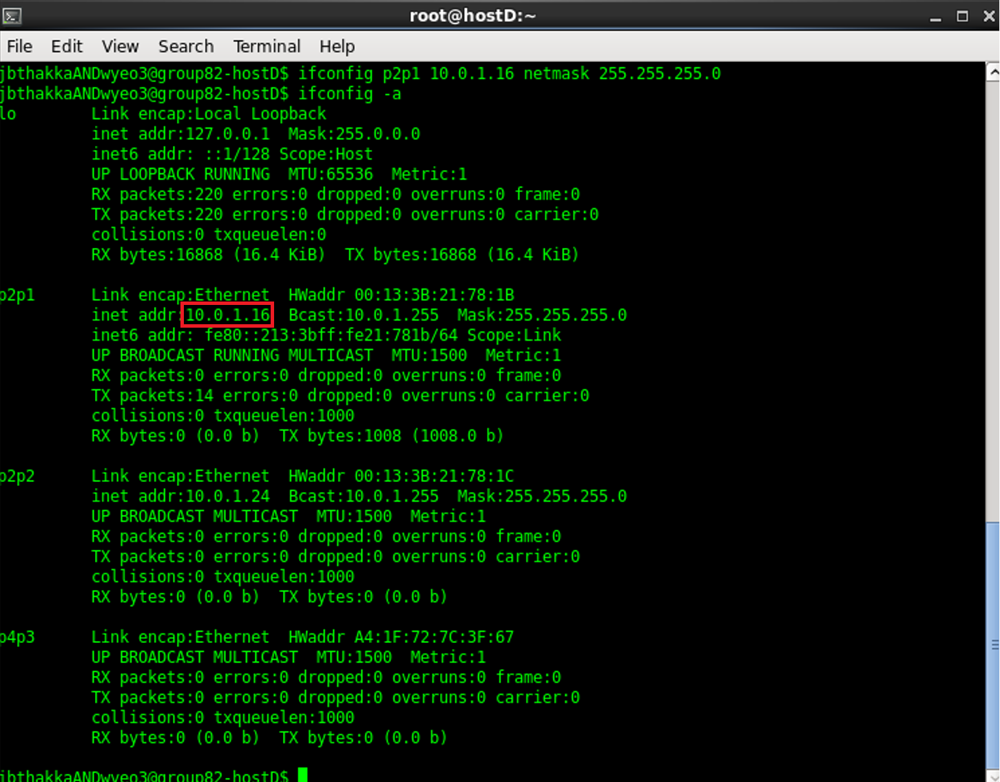 root@hostD:~
File Edit View Search Terminal Help
jbthakkaANDwyeo3@group82-hostD$ ifconfig p2p1 10.0.1.16 netmask 255.255.255.0
jbthakkaANDwyeo3@group82-hostD$ ifconfig -a
lo Link encap:Local Loopback
inet addr:127.0.0.1 Mask:255.0.0.0
inet6 addr: ::1/128 Scope:Host
UP LOOPBACK RUNNING MTU:65536 Metric:1
RX packets:220 errors:0 dropped:0 overruns:0 frame:0
TX packets:220 errors:0 dropped:0 overruns:0 carrier:0
collisions:0 txqueuelen:0
RX bytes:16868 (16.4 KiB) TX bytes:16868 (16.4 KiB)
p2p1 Link encap:Ethernet HWaddr 00:13:3B:21:78:1B
inet addr:10.0.1.16 Bcast:10.0.1.255 Mask:255.255.255.0
inet6 addr: fe80::213:3bff:fe21:781b/64 Scope:Link
UP BROADCAST RUNNING MULTICAST MTU:1500 Metric:1
RX packets:0 errors:0 dropped:0 overruns:0 frame:0
TX packets:14 errors:0 dropped:0 overruns:0 carrier:0
collisions:0 txqueuelen:1000
RX bytes:0 (0.0 b) TX bytes:1008 (1008.0 b)
p2p2 Link encap:Ethernet HWaddr 00:13:3B:21:78:1C
inet addr:10.0.1.24 Bcast:10.0.1.255 Mask:255.255.255.0
UP BROADCAST MULTICAST MTU:1500 Metric:1
RX packets:0 errors:0 dropped:0 overruns:0 frame:0
TX packets:0 errors:0 dropped:0 overruns:0 carrier:0
collisions:0 txqueuelen:1000
RX bytes:0 (0.0 b) TX bytes:0 (0.0 b)
p4p3 Link encap:Ethernet HWaddr A4:1F:72:7C:3F:67
UP BROADCAST MULTICAST MTU:1500 Metric:1
RX packets:0 errors:0 dropped:0 overruns:0 frame:0
TX packets:0 errors:0 dropped:0 overruns:0 carrier:0
collisions:0 txqueuelen:1000
RX bytes:0 (0.0 b) TX bytes:0 (0.0 b)
jbthakkaANDwyeo3@group82-hostD$